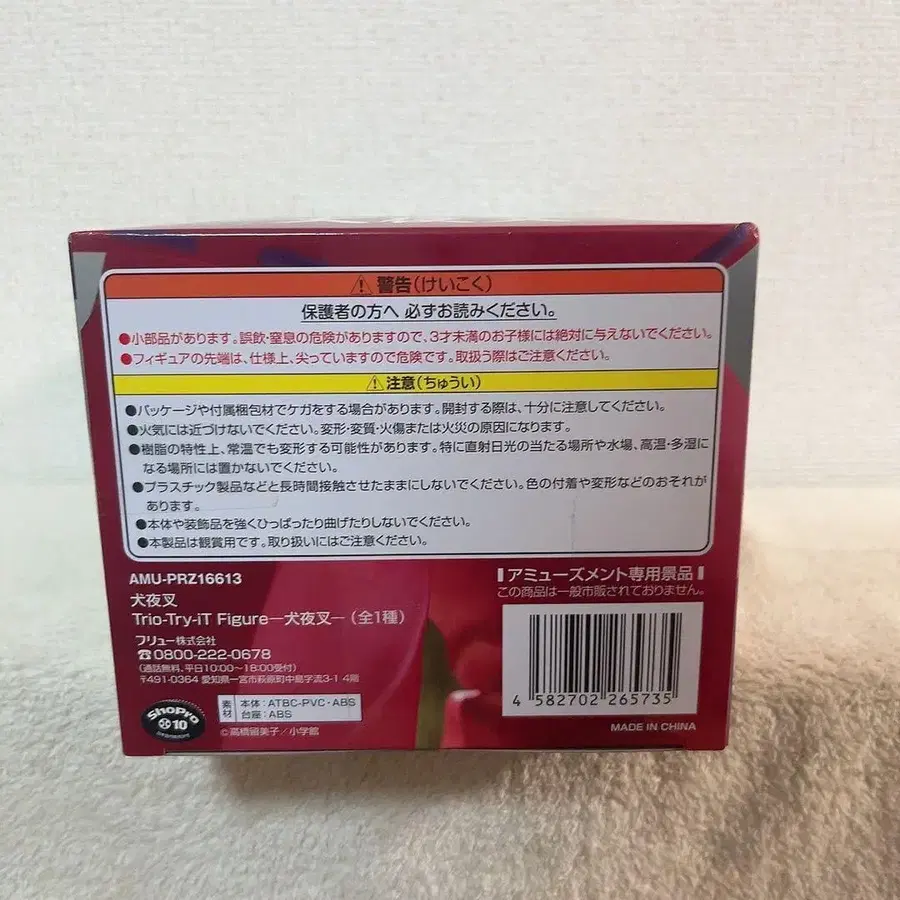 ⚠警告(けいこく)
保護者の方へ 必ずお読みください。
●小部品があります。誤飲・窒息の危険がありますので、3才未満のお子様には絶対に与えないでください。
●フィギュアの先端は、仕様上、尖っていますので危険です。取扱う際はご注意ください。
⚠注意(ちゅうい)
●パッケージや付属梱包材でケガをする場合があります。開封する際は、十分に注意してください。
●火気には近づけないでください。変形・変質・火傷または火災の原因になります。
●樹脂の特性上、常温でも変形する可能性があります。特に直射日光の当たる場所や水場、高温・多湿に
なる場所には置かないでください。
●プラスチック製品などと長時間接触させたままにしないでください。色の付着や変形などのおそれが
あります。
●本体や装飾品を強くひっぱったり曲げたりしないでください。
●本製品は観賞用です。取り扱いにはご注意ください。
AMU-PRZ16613
犬夜叉
Trio-Try-iT Figureー犬夜叉ー(全1種)
フリュー株式会社
☎0800-222-0678
(通話無料、平日10:00~18:00受付)
〒491-0364 愛知県一宮市萩原町中島字流3-1 4階
素材
本体:ATBC-PVC・ABS
台座:ABS
©高橋留美子/小学館
ShoPro
10
アミューズメント専用景品
この商品は一般市販されておりません。
4 582702 265735
MADE IN CHINA